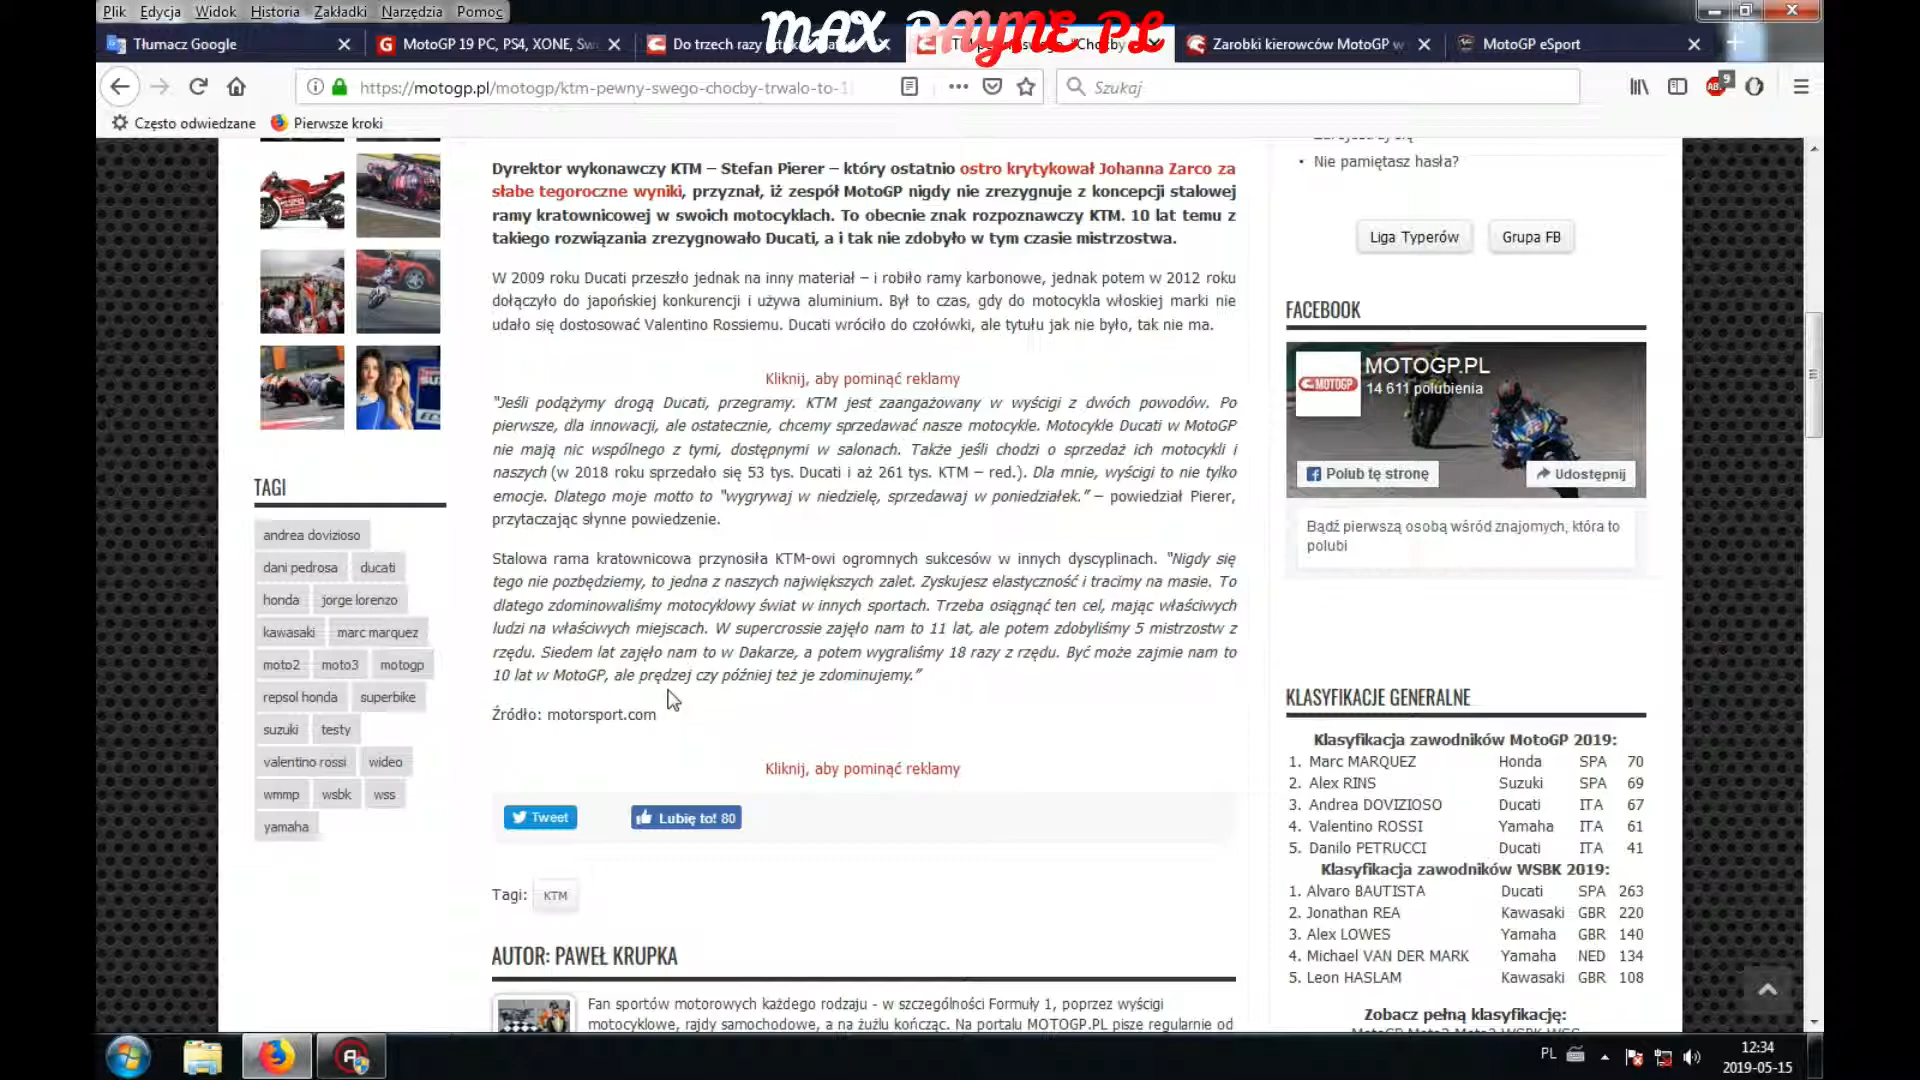 Plik Edycja Widok Historia Zakładki Narzędzia Pomoc
MAX PAYNE PL
Tłumacz Google
MotoGP 19 PC, PS4, XONE, Sw
Do trzech razy
Zarobki kierowców MotoGP w
MotoGP eSport
https://motogp.pl/motogp/ktm-pewny-swego-chocby-trwalo-to-1
Szukaj
9
Często odwiedzane
Pierwsze kroki
Dyrektor wykonawczy KTM – Stefan Pierer – który ostatnio ostro krytykował Johanna Zarco za
słabe tegoroczne wyniki, przyznał, iż zespół MotoGP nigdy nie zrezygnuje z koncepcji stalowej
ramy kratownicowej w swoich motocyklach. To obecnie znak rozpoznawczy KTM. 10 lat temu z
takiego rozwiązania zrezygnowało Ducati, a i tak nie zdobyło w tym czasie mistrzostwa.
W 2009 roku Ducati przeszło jednak na inny materiał – i robiło ramy karbonowe, jednak potem w 2012 roku
dołączyło do japońskiej konkurencji i używa aluminium. Był to czas, gdy do motocykla włoskiej marki nie
udało się dostosować Valentino Rossiemu. Ducati wróciło do czołówki, ale tytułu jak nie było, tak nie ma.
Kliknij, aby pominąć reklamy
"Jeśli podążymy drogą Ducati, przegramy. KTM jest zaangażowany w wyścigi z dwóch powodów. Po
pierwsze, dla innowacji, ale ostatecznie, chcemy sprzedawać nasze motocykle. Motocykle Ducati w MotoGP
nie mają nic wspólnego z tymi, dostępnymi w salonach. Także jeśli chodzi o sprzedaż ich motocykli i
naszych (w 2018 roku sprzedało się 53 tys. Ducati i aż 261 tys. KTM – red.). Dla mnie, wyścigi to nie tylko
emocje. Dlatego moje motto to "wygrywaj w niedzielę, sprzedawaj w poniedziałek." – powiedział Pierer,
przytaczając słynne powiedzenie.
Stalowa rama kratownicowa przynosiła KTM-owi ogromnych sukcesów w innych dyscyplinach. "Nigdy się
tego nie pozbędziemy, to jedna z naszych największych zalet. Zyskujesz elastyczność i tracimy na masie. To
dlatego zdominowaliśmy motocyklowy świat w innych sportach. Trzeba osiągnąć ten cel, mając właściwych
ludzi na właściwych miejscach. W supercrossie zajęło nam to 11 lat, ale potem zdobyliśmy 5 mistrzostw z
rzędu. Siedem lat zajęło nam to w Dakarze, a potem wygraliśmy 18 razy z rzędu. Być może zajmie nam to
10 lat w MotoGP, ale prędzej czy później też je zdominujemy."
Źródło: motorsport.com
Kliknij, aby pominąć reklamy
Tweet
Lubię to! 80
Tagi: KTM
AUTOR: PAWEŁ KRUPKA
Fan sportów motorowych każdego rodzaju - w szczególności Formuły 1, poprzez wyścigi
motocyklowe, rajdy samochodowe, a na żużlu kończąc. Na portalu MOTOGP.PL pisze regularnie od
TAGI
andrea dovizioso
dani pedrosa ducati
honda jorge lorenzo
kawasaki marc marquez
moto2 moto3 motogp
repsol honda superbike
suzuki testy
valentino rossi wideo
wmmp wsbk wss
yamaha
• Nie pamiętasz hasła?
Liga Typerów
Grupa FB
FACEBOOK
MOTOGP
MOTOGP.PL
14 611 polubienia
Polub tę stronę
Udostępnij
Bądź pierwszą osobą wśród znajomych, która to
polubi
KLASYFIKACJE GENERALNE
Klasyfikacja zawodników MotoGP 2019:
1. Marc MARQUEZ Honda SPA 70
2. Alex RINS Suzuki SPA 69
3. Andrea DOVIZIOSO Ducati ITA 67
4. Valentino ROSSI Yamaha ITA 61
5. Danilo PETRUCCI Ducati ITA 41
Klasyfikacja zawodników WSBK 2019:
1. Alvaro BAUTISTA Ducati SPA 263
2. Jonathan REA Kawasaki GBR 220
3. Alex LOWES Yamaha GBR 140
4. Michael VAN DER MARK Yamaha NED 134
5. Leon HASLAM Kawasaki GBR 108
Zobacz pełną klasyfikację:
PL
12:34
2019-05-15